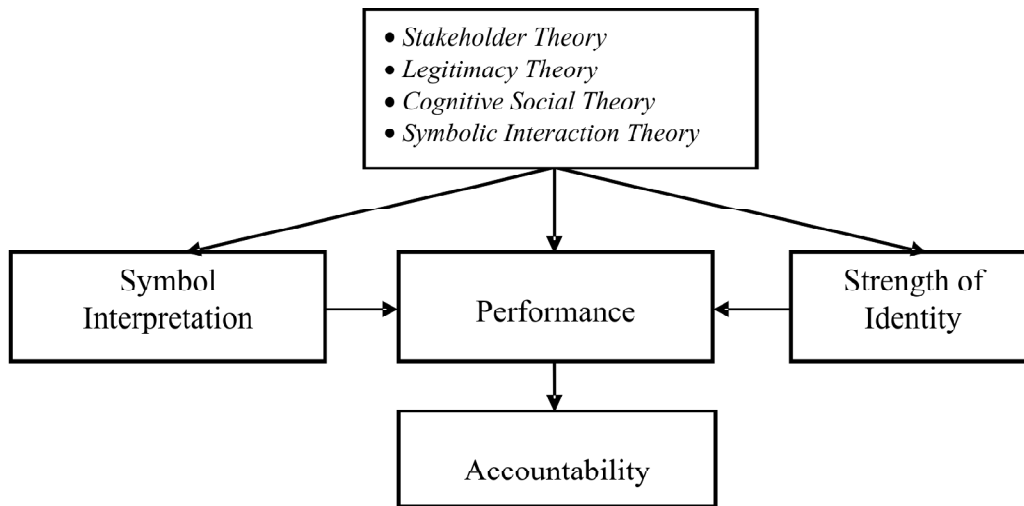 • Stakeholder Theory
• Legitimacy Theory
• Cognitive Social Theory
• Symbolic Interaction Theory
Symbol
Interpretation
Performance
Strength of
Identity
Accountability